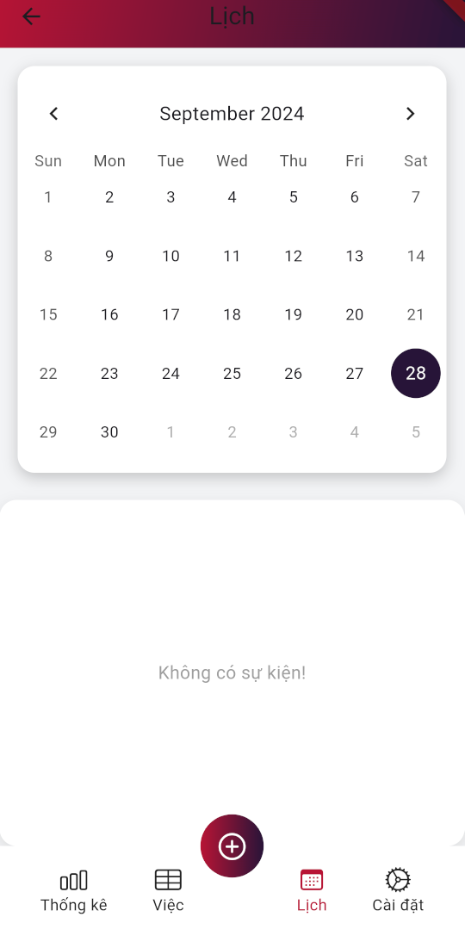 Lịch
September 2024
Sun Mon Tue Wed Thu Fri Sat
1 2 3 4 5 6 7
8 9 10 11 12 13 14
15 16 17 18 19 20 21
22 23 24 25 26 27 28
29 30 1 2 3 4 5
Không có sự kiện!
Thống kê Việc Lịch Cài đặt